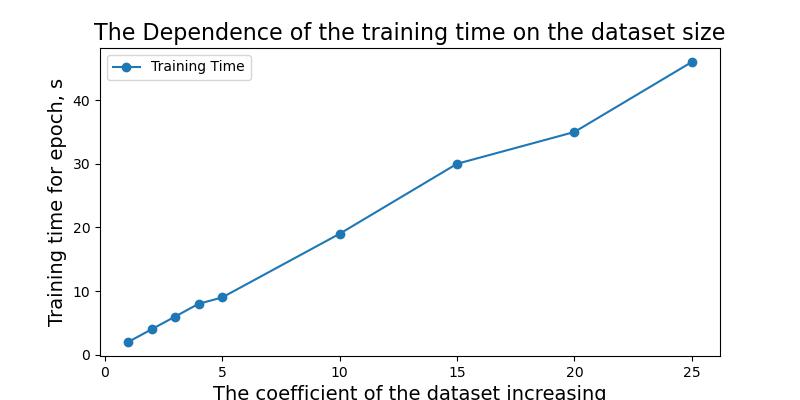 The Dependence of the training time on the dataset size
Training Time
Training time for epoch, s
40
30
20
10
0
0 5 10 15 20 25
The coefficient of the dataset increasing